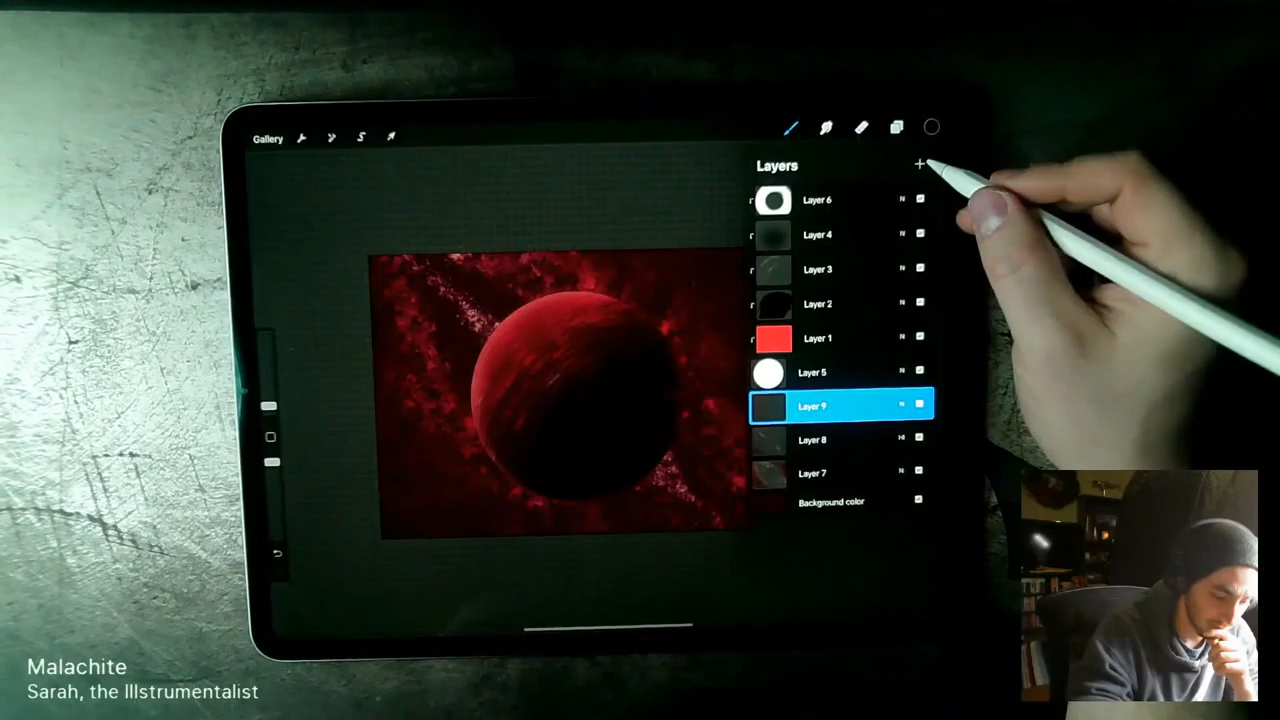 Gallery
Layers
Layer 6 N
Layer 4 N
Layer 3 N
Layer 2 N
Layer 1 N
Layer 5 N
Layer 9 N
Layer 8 M
Layer 7 N
Background color
Malachite
Sarah, the Illstrumentalist